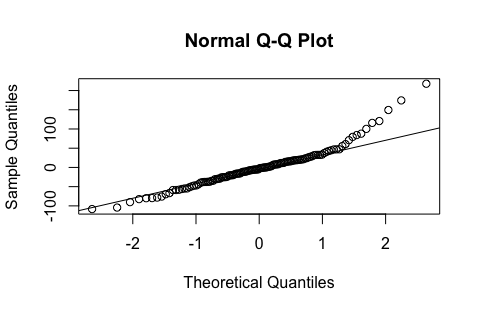 Normal Q-Q Plot
Sample Quantiles
100
0
-100
-2
-1
0
1
2
Theoretical Quantiles